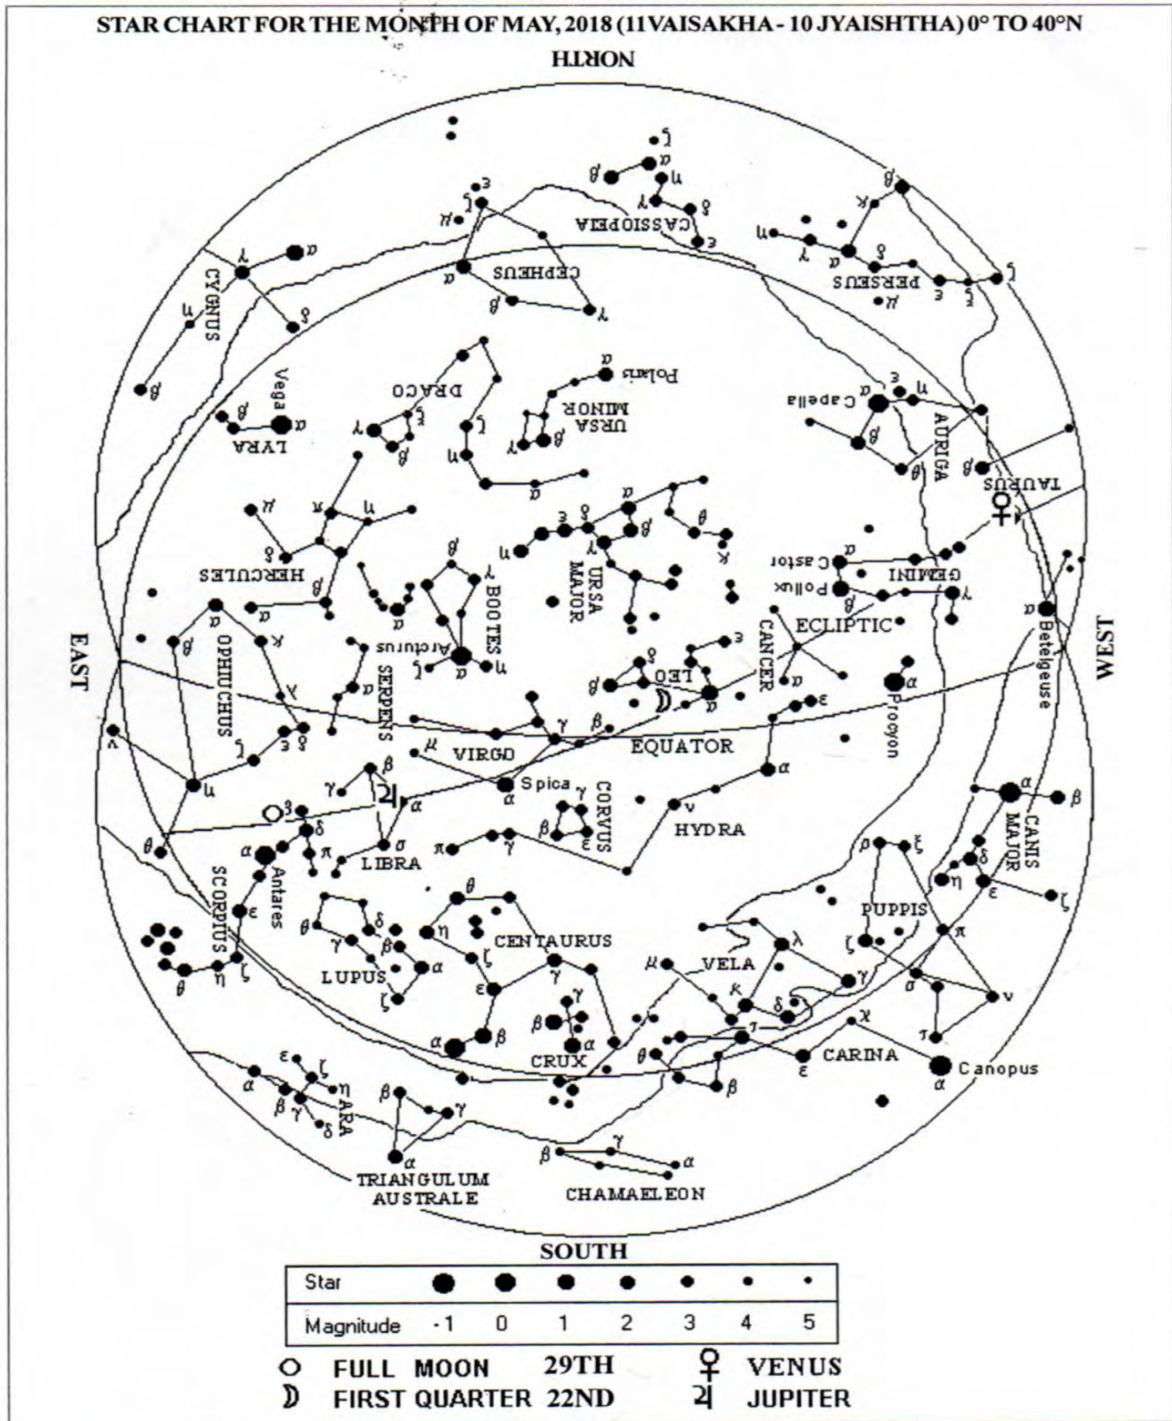 STAR CHART FOR THE MONTH OF MAY, 2018 (11VAISAKHA - 10 JYAISHTHA) 0° TO 40°N
NORTH
CASSIOPEIA
CEPHEUS
PERSEUS
CYGNUS
DRACO
Polaris
URSA
MINOR
Vega
LYRA
Capella
AURIGA
TAURUS
HERCULES
BOOTES
Arcturus
URSA
MAJOR
Castor
Pollux
GEMINI
ECLIPTIC
CANCER
LEO
Betelgeuse
WEST
EAST
OPHIUCHUS
SERPENS
VIRGO
EQUATOR
Procyon
Spica
CORVUS
HYDRA
LIBRA
CANIS
MAJOR
Antares
SCORPIUS
PUPPIS
CENTAURUS
VELA
LUPUS
CRUX
CARINA
Canopus
ARA
TRIANGULUM
AUSTRALE
CHAMAELEON
SOUTH
Star
Magnitude -1 0 1 2 3 4 5
FULL MOON 29TH ♀ VENUS
FIRST QUARTER 22ND ♃ JUPITER